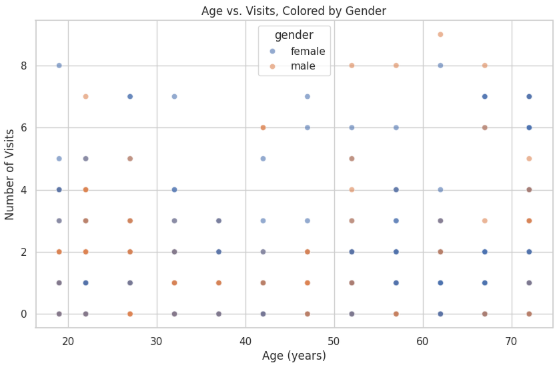 Age vs. Visits, Colored by Gender
gender
female
male
Number of Visits
8
6
4
2
0
20 30 40 50 60 70
Age (years)